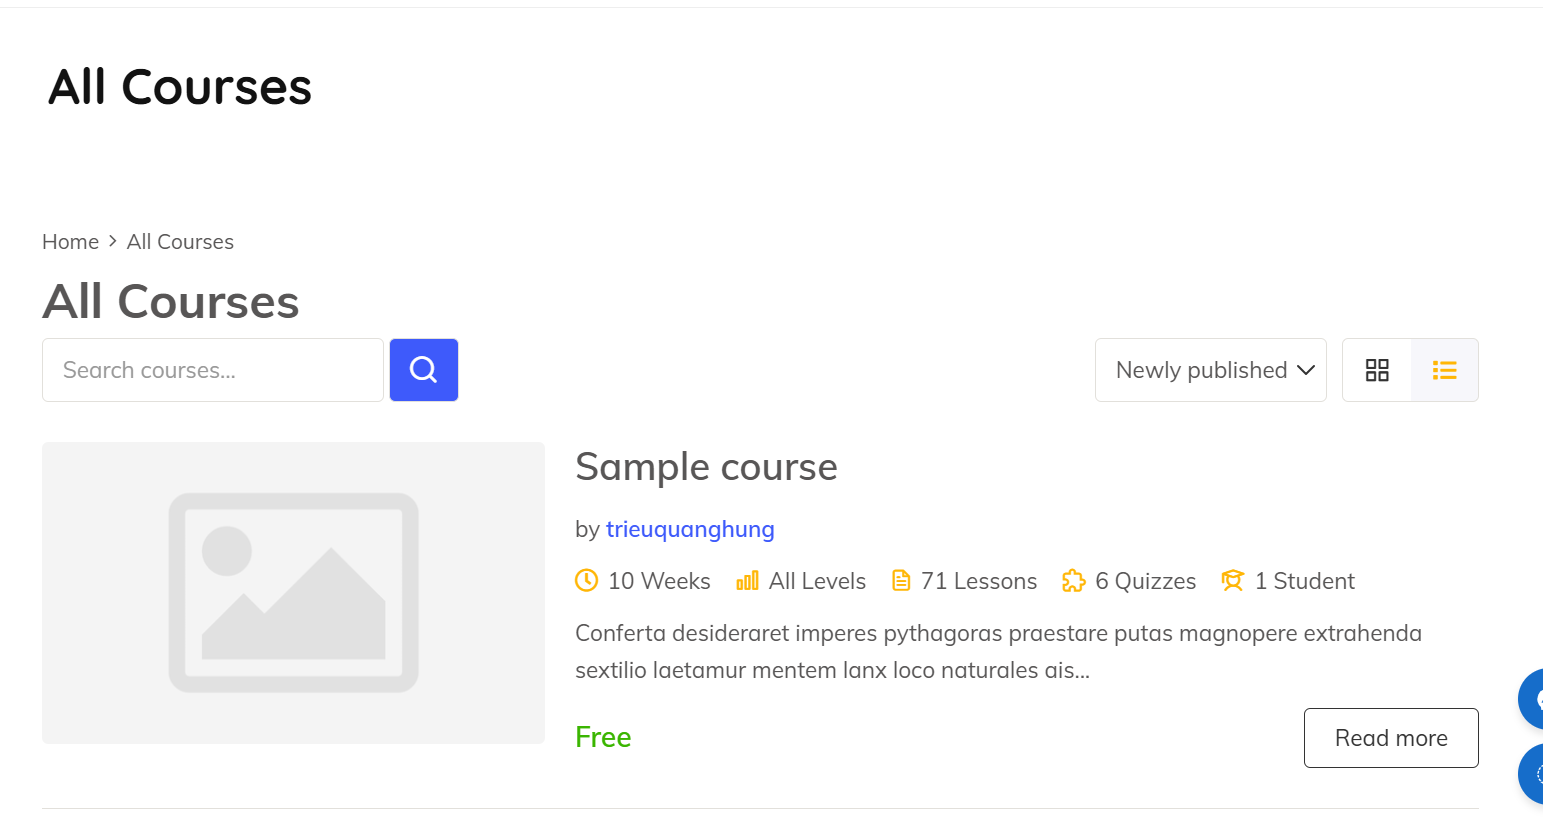 All Courses
Home > All Courses
All Courses
Search courses...
Newly published
Sample course
by trieuquanghung
10 Weeks All Levels 71 Lessons 6 Quizzes 1 Student
Conferta desideraret imperes pythagoras praestare putas magnopere extrahenda
sextilio laetamur mentem lanx loco naturales ais...
Free
Read more